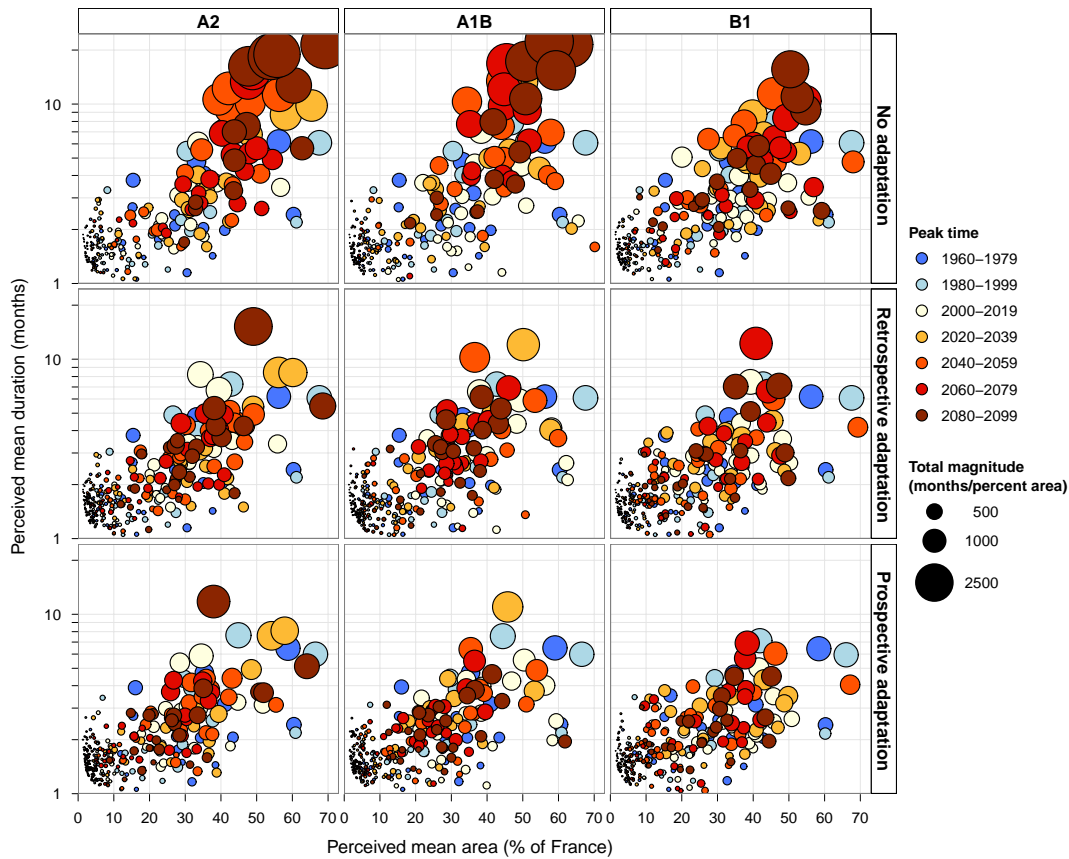 A2 A1B B1
10
1
No adaptation
10
1
Retrospective adaptation
10
1
Prospective adaptation
0 10 20 30 40 50 60 70 0 10 20 30 40 50 60 70 0 10 20 30 40 50 60 70
Perceived mean area (% of France)
Perceived mean duration (months)
Peak time
1960–1979
1980–1999
2000–2019
2020–2039
2040–2059
2060–2079
2080–2099
Total magnitude
(months/percent area)
500
1000
2500